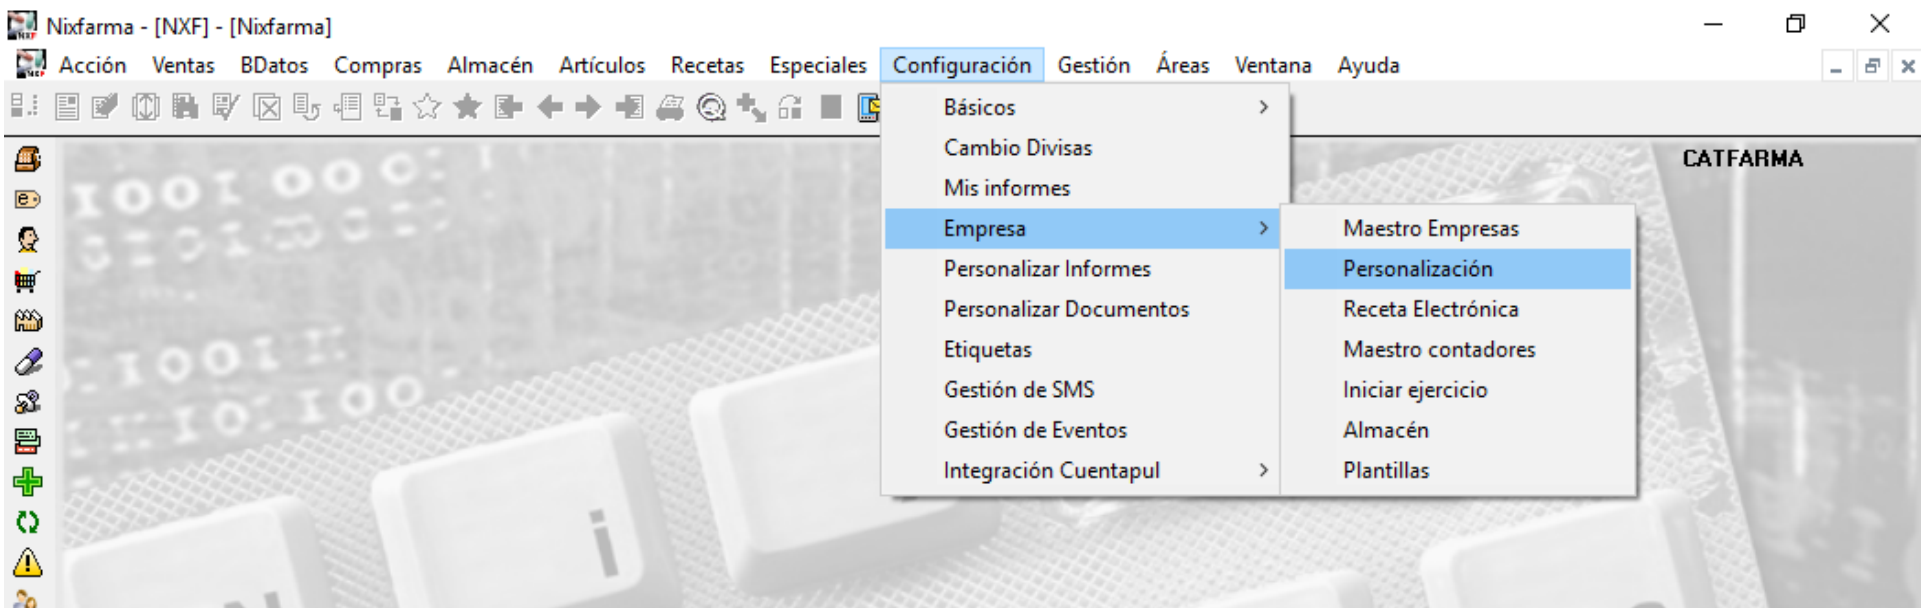 Nixfarma - [NXF] - [Nixfarma]
Acción Ventas BDatos Compras Almacén Artículos Recetas Especiales Configuración Gestión Áreas Ventana Ayuda
CATFARMA
Básicos
Cambio Divisas
Mis informes
Empresa
Personalizar Informes
Personalizar Documentos
Etiquetas
Gestión de SMS
Gestión de Eventos
Integración Cuentapul
Maestro Empresas
Personalización
Receta Electrónica
Maestro contadores
Iniciar ejercicio
Almacén
Plantillas